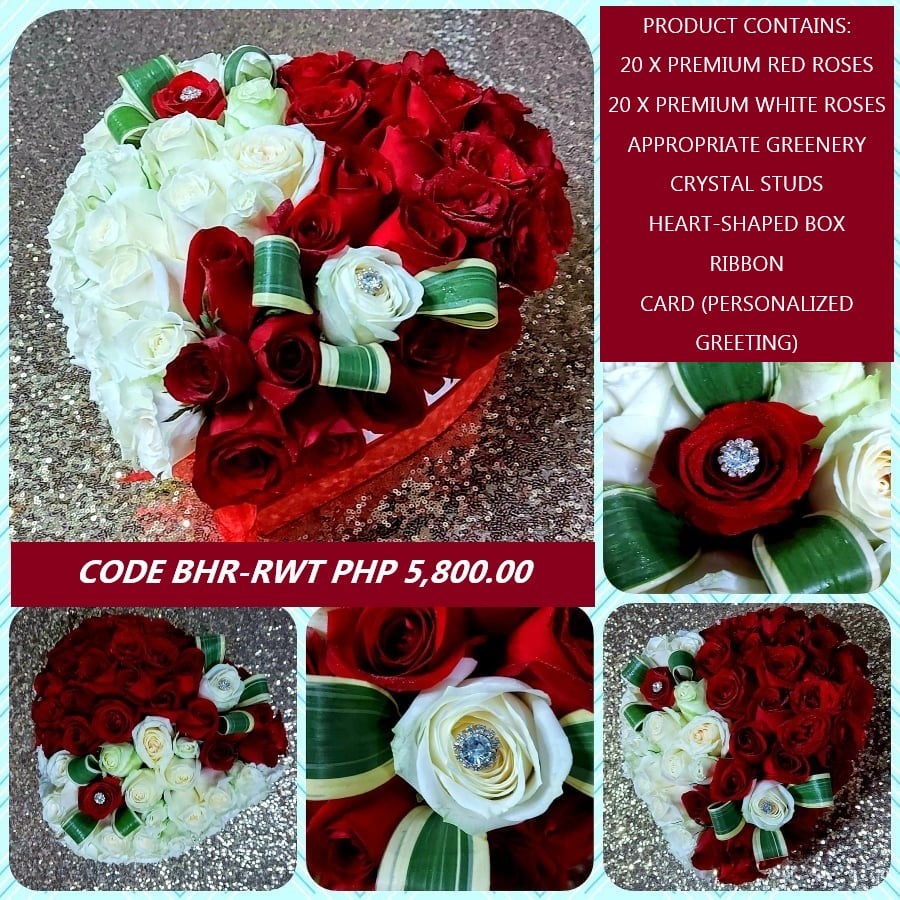 PRODUCT CONTAINS:
20 X PREMIUM RED ROSES
20 X PREMIUM WHITE ROSES
APPROPRIATE GREENERY
CRYSTAL STUDS
HEART-SHAPED BOX
RIBBON
CARD (PERSONALIZED
GREETING)
CODE BHR-RWT PHP 5,800.00